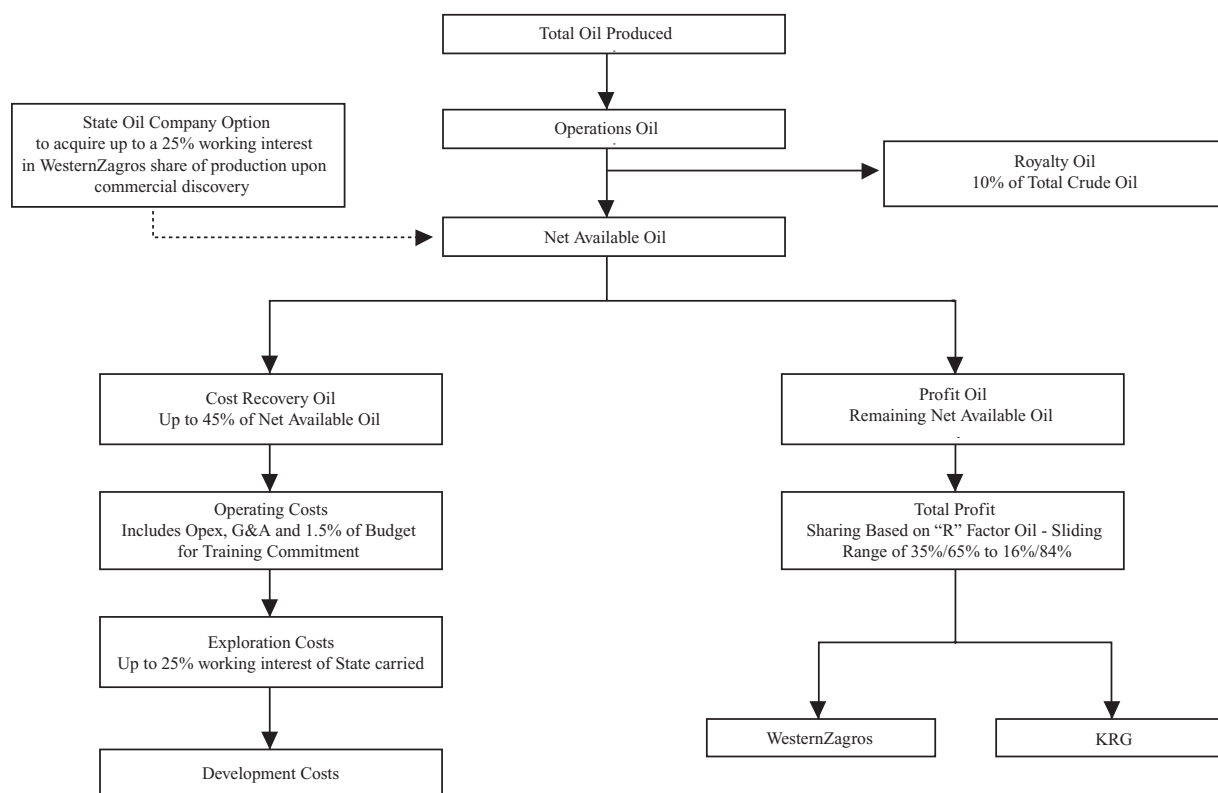 Total Oil Produced
State Oil Company Option
to acquire up to a 25% working interest
in WesternZagros share of production upon
commercial discovery
Operations Oil
Royalty Oil
10% of Total Crude Oil
Net Available Oil
Cost Recovery Oil
Up to 45% of Net Available Oil
Profit Oil
Remaining Net Available Oil
Operating Costs
Includes Opex, G&A and 1.5% of Budget
for Training Commitment
Total Profit
Sharing Based on “R” Factor Oil - Sliding
Range of 35%/65% to 16%/84%
Exploration Costs
Up to 25% working interest of State carried
WesternZagros
KRG
Development Costs